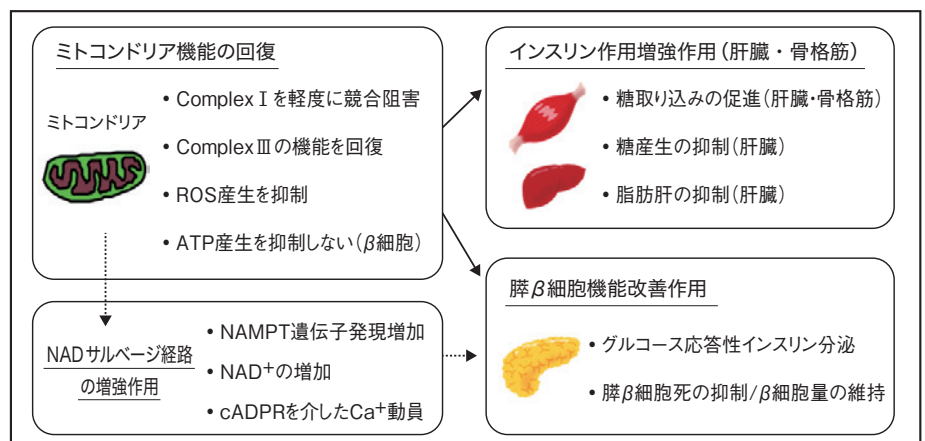 ミトコンドリア機能の回復
ミトコンドリア
• ComplexⅠを軽度に競合阻害
• ComplexⅢの機能を回復
• ROS産生を抑制
• ATP産生を抑制しない(β細胞)
NADサルベージ経路
の増強作用
• NAMPT遺伝子発現増加
• NAD⁺の増加
• cADPRを介したCa⁺動員
インスリン作用増強作用(肝臓・骨格筋)
• 糖取り込みの促進(肝臓・骨格筋)
• 糖産生の抑制(肝臓)
• 脂肪肝の抑制(肝臓)
膵β細胞機能改善作用
• グルコース応答性インスリン分泌
• 膵β細胞死の抑制/β細胞量の維持